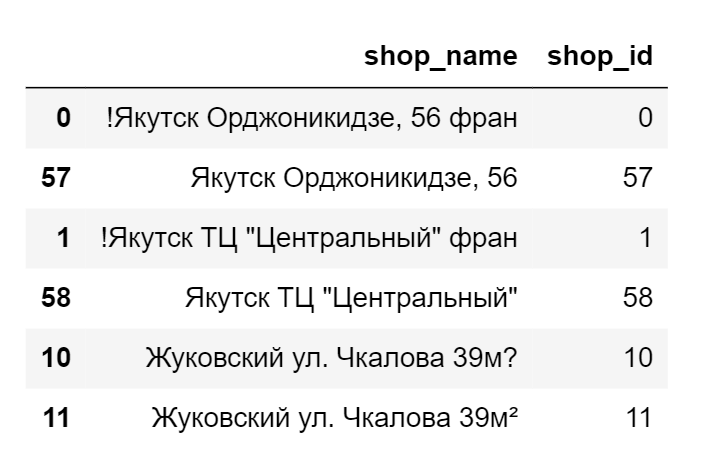 shop_name shop_id
0 !Якутск Орджоникидзе, 56 фран 0
57 Якутск Орджоникидзе, 56 57
1 !Якутск ТЦ "Центральный" фран 1
58 Якутск ТЦ "Центральный" 58
10 Жуковский ул. Чкалова 39м? 10
11 Жуковский ул. Чкалова 39м² 11